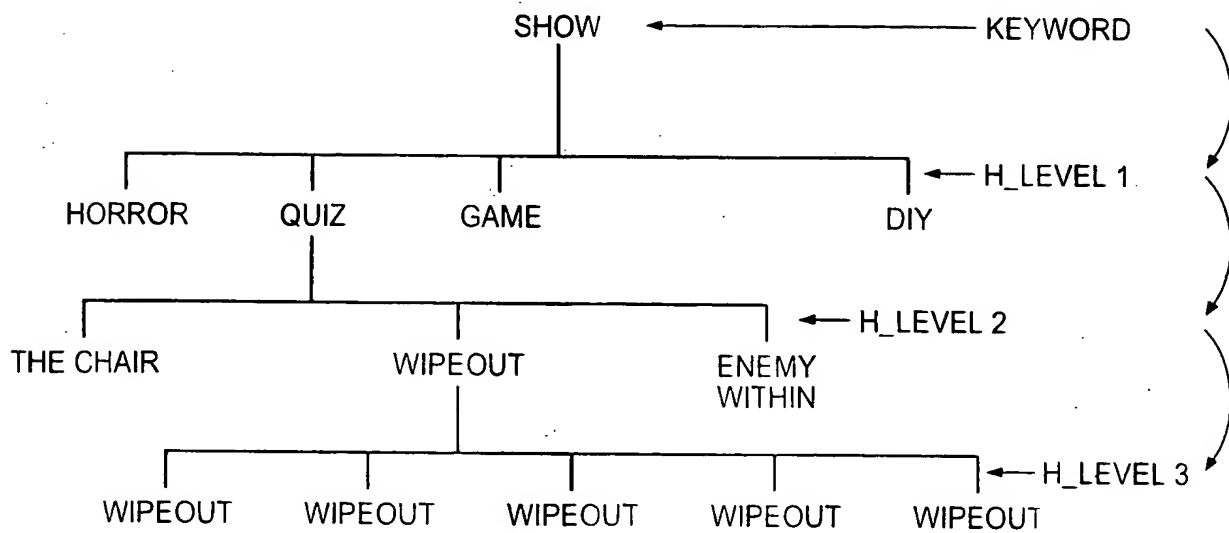 SHOW KEYWORD
H_LEVEL 1
HORROR QUIZ GAME DIY
H_LEVEL 2
THE CHAIR WIPEOUT ENEMY
WITHIN
H_LEVEL 3
WIPEOUT WIPEOUT WIPEOUT WIPEOUT WIPEOUT